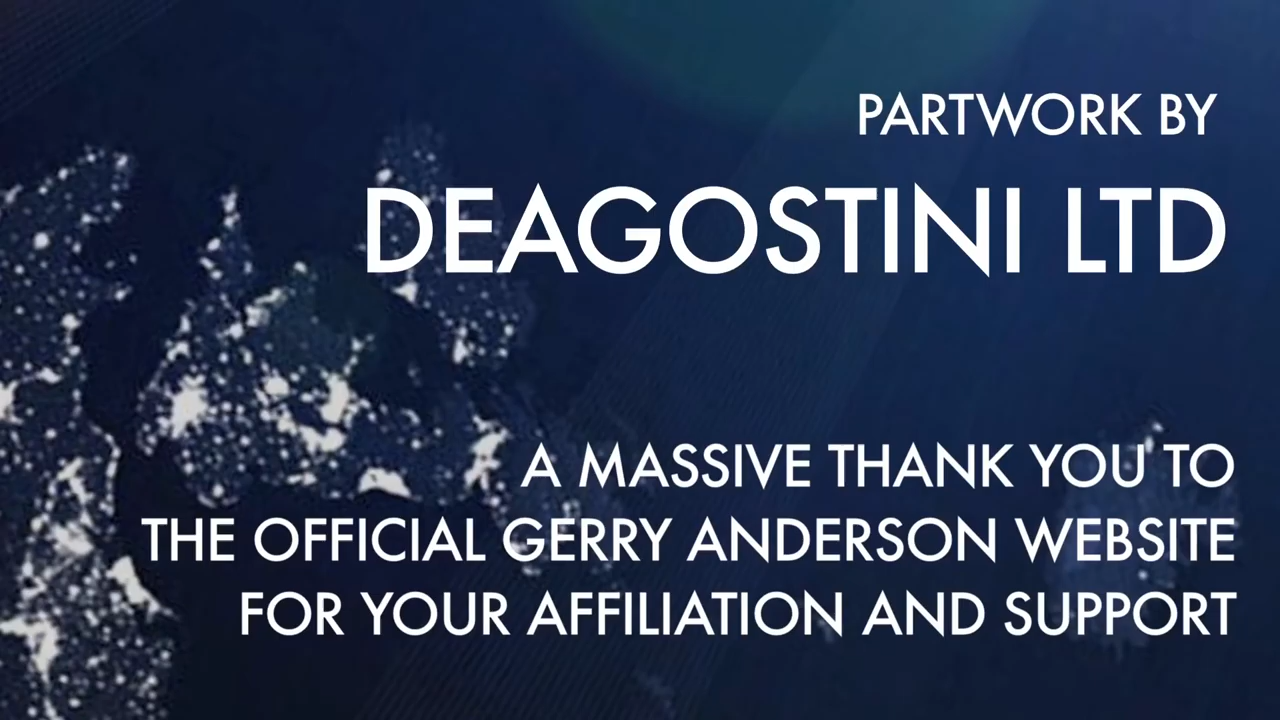 PARTWORK BY
DEAGOSTINI LTD
A MASSIVE THANK YOU TO
THE OFFICIAL GERRY ANDERSON WEBSITE
FOR YOUR AFFILIATION AND SUPPORT